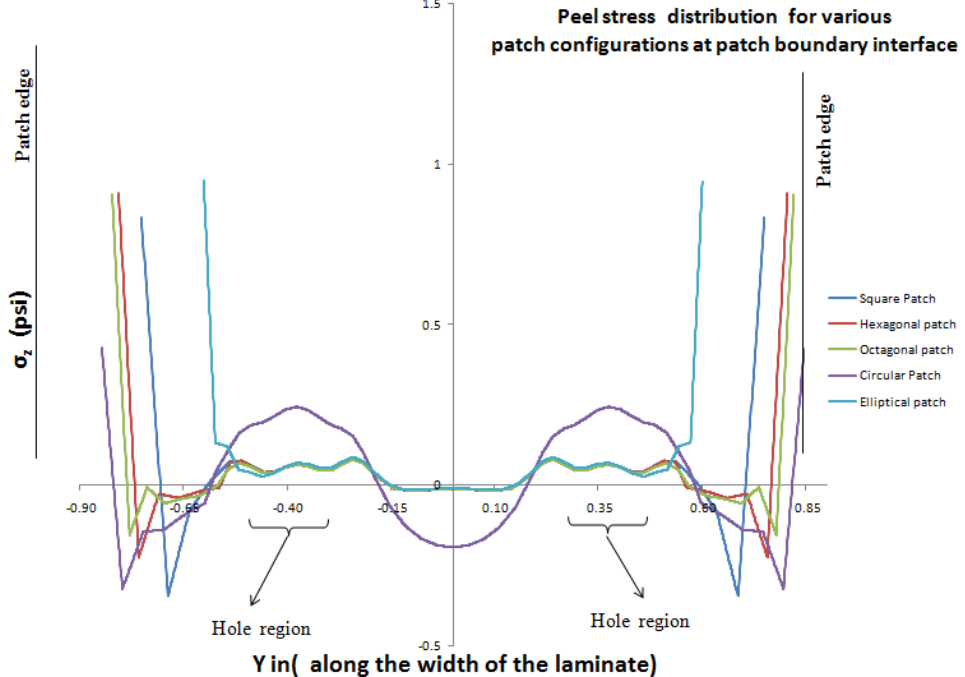 Peel stress distribution for various
patch configurations at patch boundary interface
1.5
1
0.5
0
-0.5
Patch edge
Patch edge
σz (psi)
Square Patch
Hexagonal patch
Octagonal patch
Circular Patch
Elliptical patch
-0.90 -0.65 -0.40 -0.15 0.10 0.35 0.60 0.85
Hole region
Hole region
Y in( along the width of the laminate)